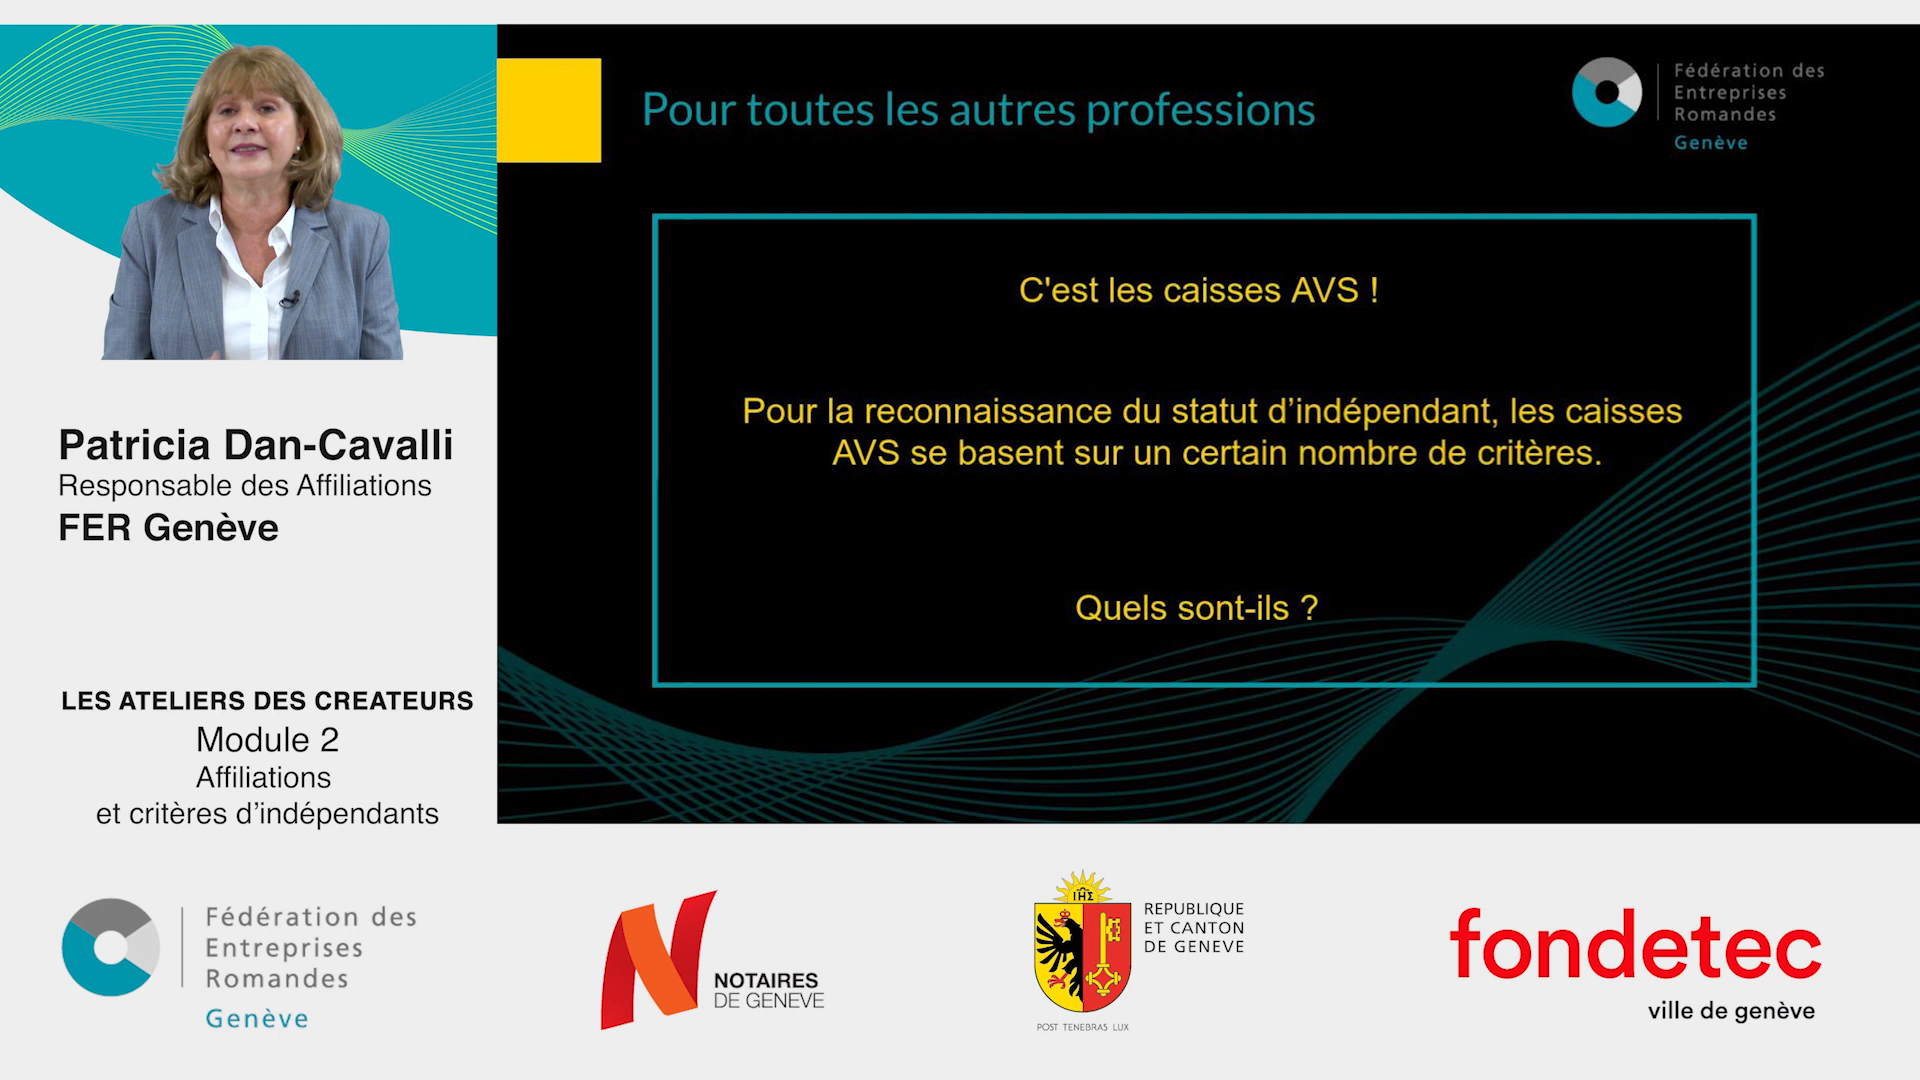 Pour toutes les autres professions
Fédération des
Entreprises
Romandes
Genève
C'est les caisses AVS !
Pour la reconnaissance du statut d’indépendant, les caisses
AVS se basent sur un certain nombre de critères.
Quels sont-ils ?
Patricia Dan-Cavalli
Responsable des Affiliations
FER Genève
LES ATELIERS DES CREATEURS
Module 2
Affiliations
et critères d’indépendants
Fédération des
Entreprises
Romandes
Genève
NOTAIRES
DE GENEVE
IHΣ
REPUBLIQUE
ET CANTON
DE GENEVE
POST TENEBRAS LUX
fondetec
ville de genève